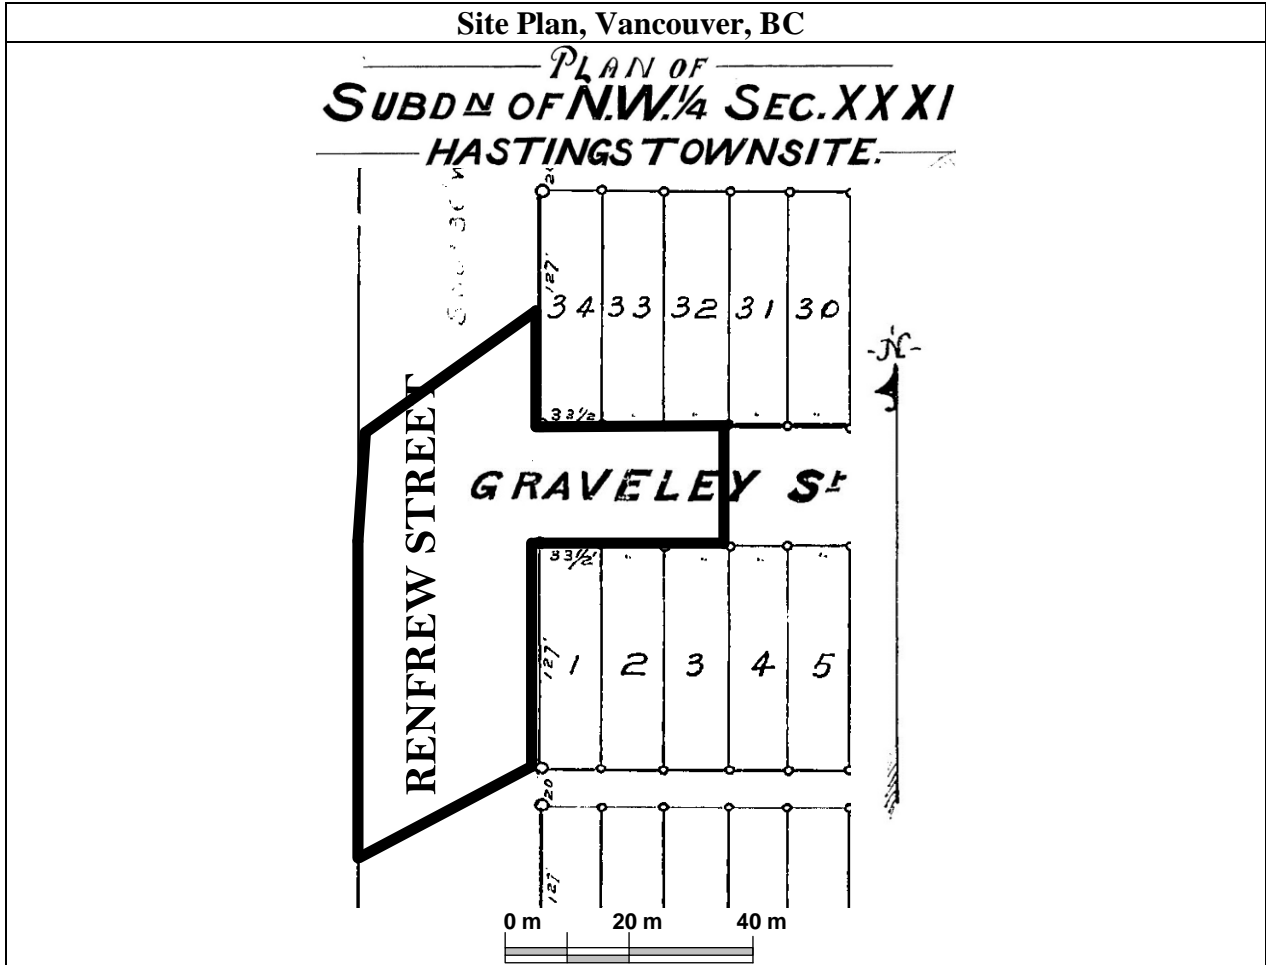 Site Plan, Vancouver, BC
PLAN OF
SUBDN OF N.W.¼ SEC. XXXI
HASTINGS TOWNSITE.
127'
34 33 32 31 30
33½ " " " "
RENFREW STREET
GRAVELEY St
-N-
33½' " " " "
127'
1 2 3 4 5
20
127'
0 m 20 m 40 m